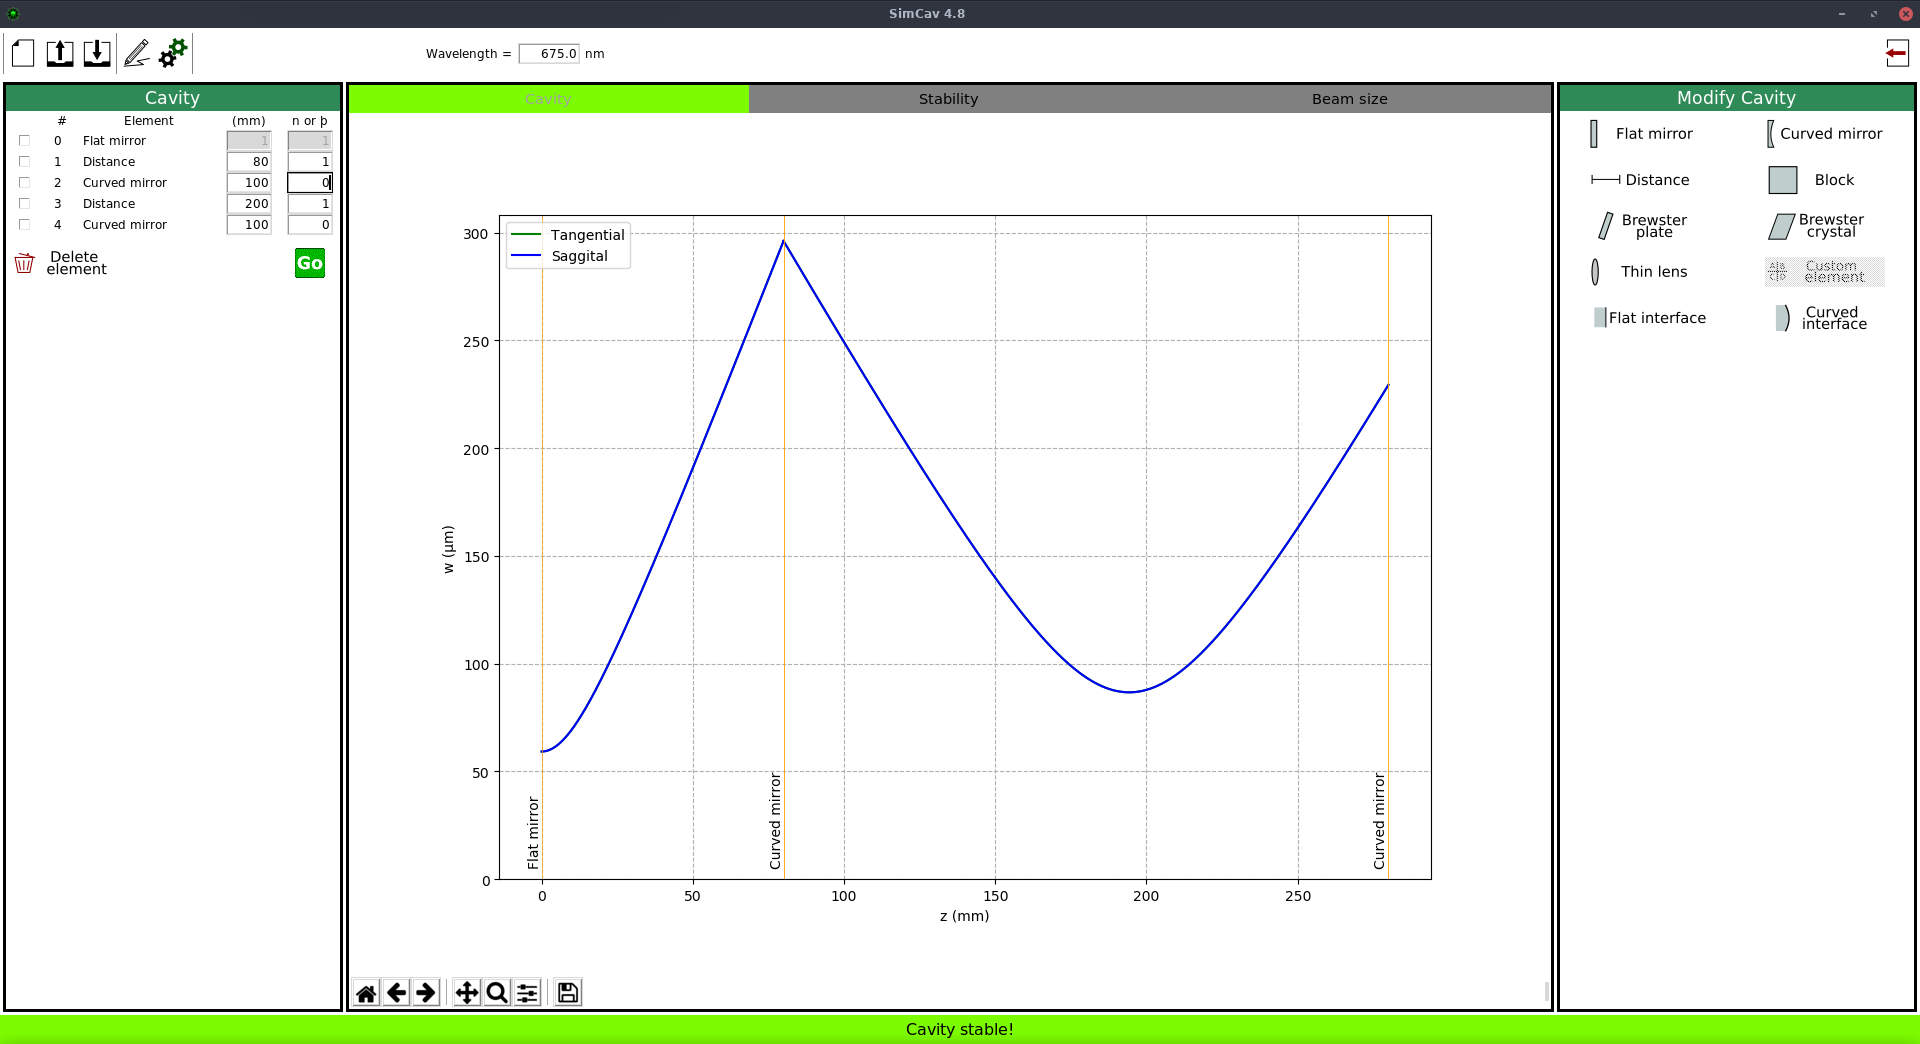 SimCav 4.8
Wavelength = 675.0 nm
Cavity
# Element (mm) n or þ
0 Flat mirror 1 1
1 Distance 80 1
2 Curved mirror 100 0
3 Distance 200 1
4 Curved mirror 100 0
Delete
element
Go
Cavity Stability Beam size
Tangential
Saggital
300
250
200
150
100
50
0
w (µm)
Flat mirror
Curved mirror
Curved mirror
0 50 100 150 200 250
z (mm)
Modify Cavity
Flat mirror Curved mirror
Distance Block
Brewster
plate
Brewster
crystal
Thin lens
A|B
C|D
Custom
element
Flat interface
Curved
interface
Cavity stable!